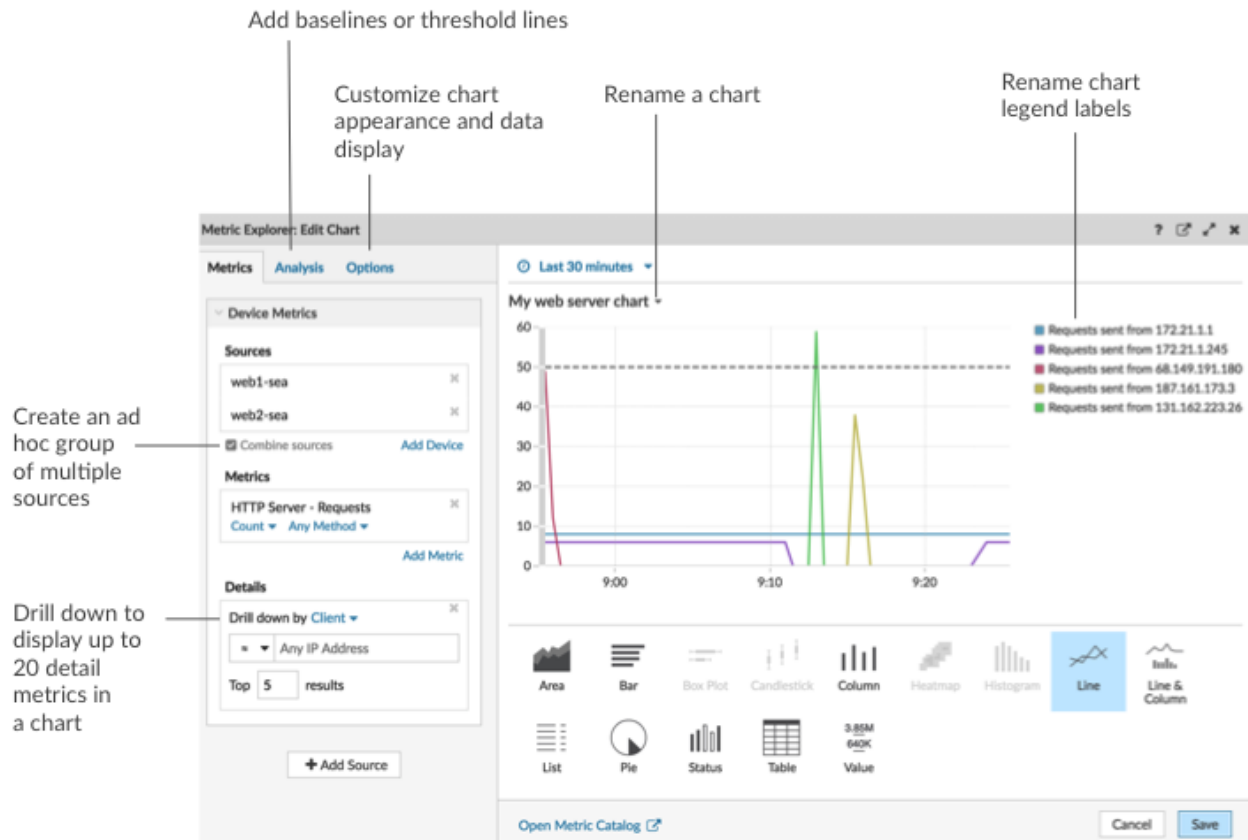 Add baselines or threshold lines
Customize chart
appearance and data
display
Rename a chart
Rename chart
legend labels
Metric Explorer: Edit Chart
?
Metrics Analysis Options
Last 30 minutes
Device Metrics
My web server chart
Sources
web1-sea
web2-sea
Combine sources Add Device
Create an ad
hoc group
of multiple
sources
Metrics
HTTP Server - Requests
Count Any Method
Add Metric
Details
Drill down by Client
= Any IP Address
Top 5 results
Drill down to
display up to
20 detail
metrics in
a chart
+ Add Source
60
50
40
30
20
10
0
9:00 9:10 9:20
Requests sent from 172.21.1.1
Requests sent from 172.21.1.245
Requests sent from 68.149.191.180
Requests sent from 187.161.173.3
Requests sent from 131.162.223.26
Area Bar Box Plot Candlestick Column Heatmap Histogram Line Line &
Column
3.85M
640K
List Pie Status Table Value
Open Metric Catalog Cancel Save